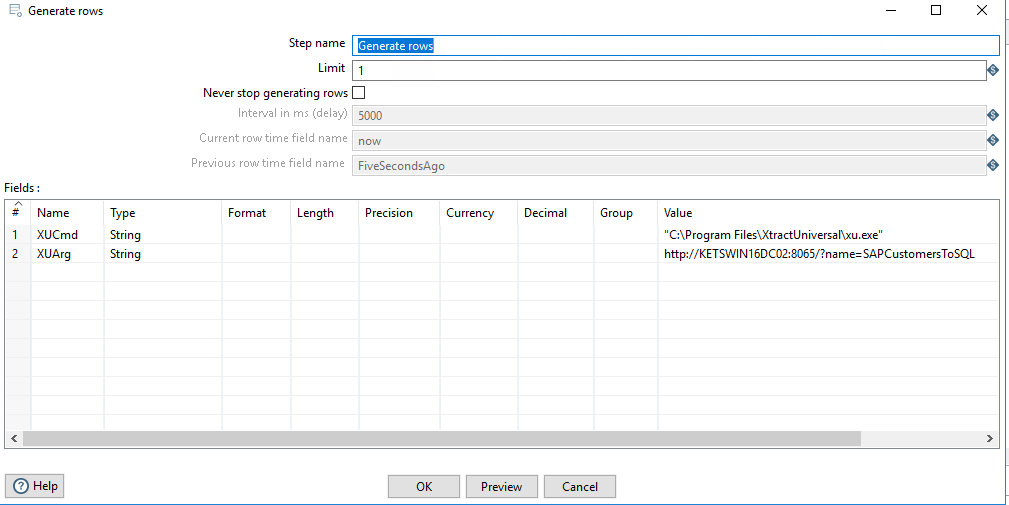 Generate rows
Step name Generate rows
Limit 1
Never stop generating rows
Interval in ms (delay) 5000
Current row time field name now
Previous row time field name FiveSecondsAgo
Fields :
# Name Type Format Length Precision Currency Decimal Group Value
1 XUCmd String "C:\Program Files\XtractUniversal\xu.exe"
2 XUArg String http://KETSWIN16DC02:8065/?name=SAPCustomersToSQL
Help OK Preview Cancel